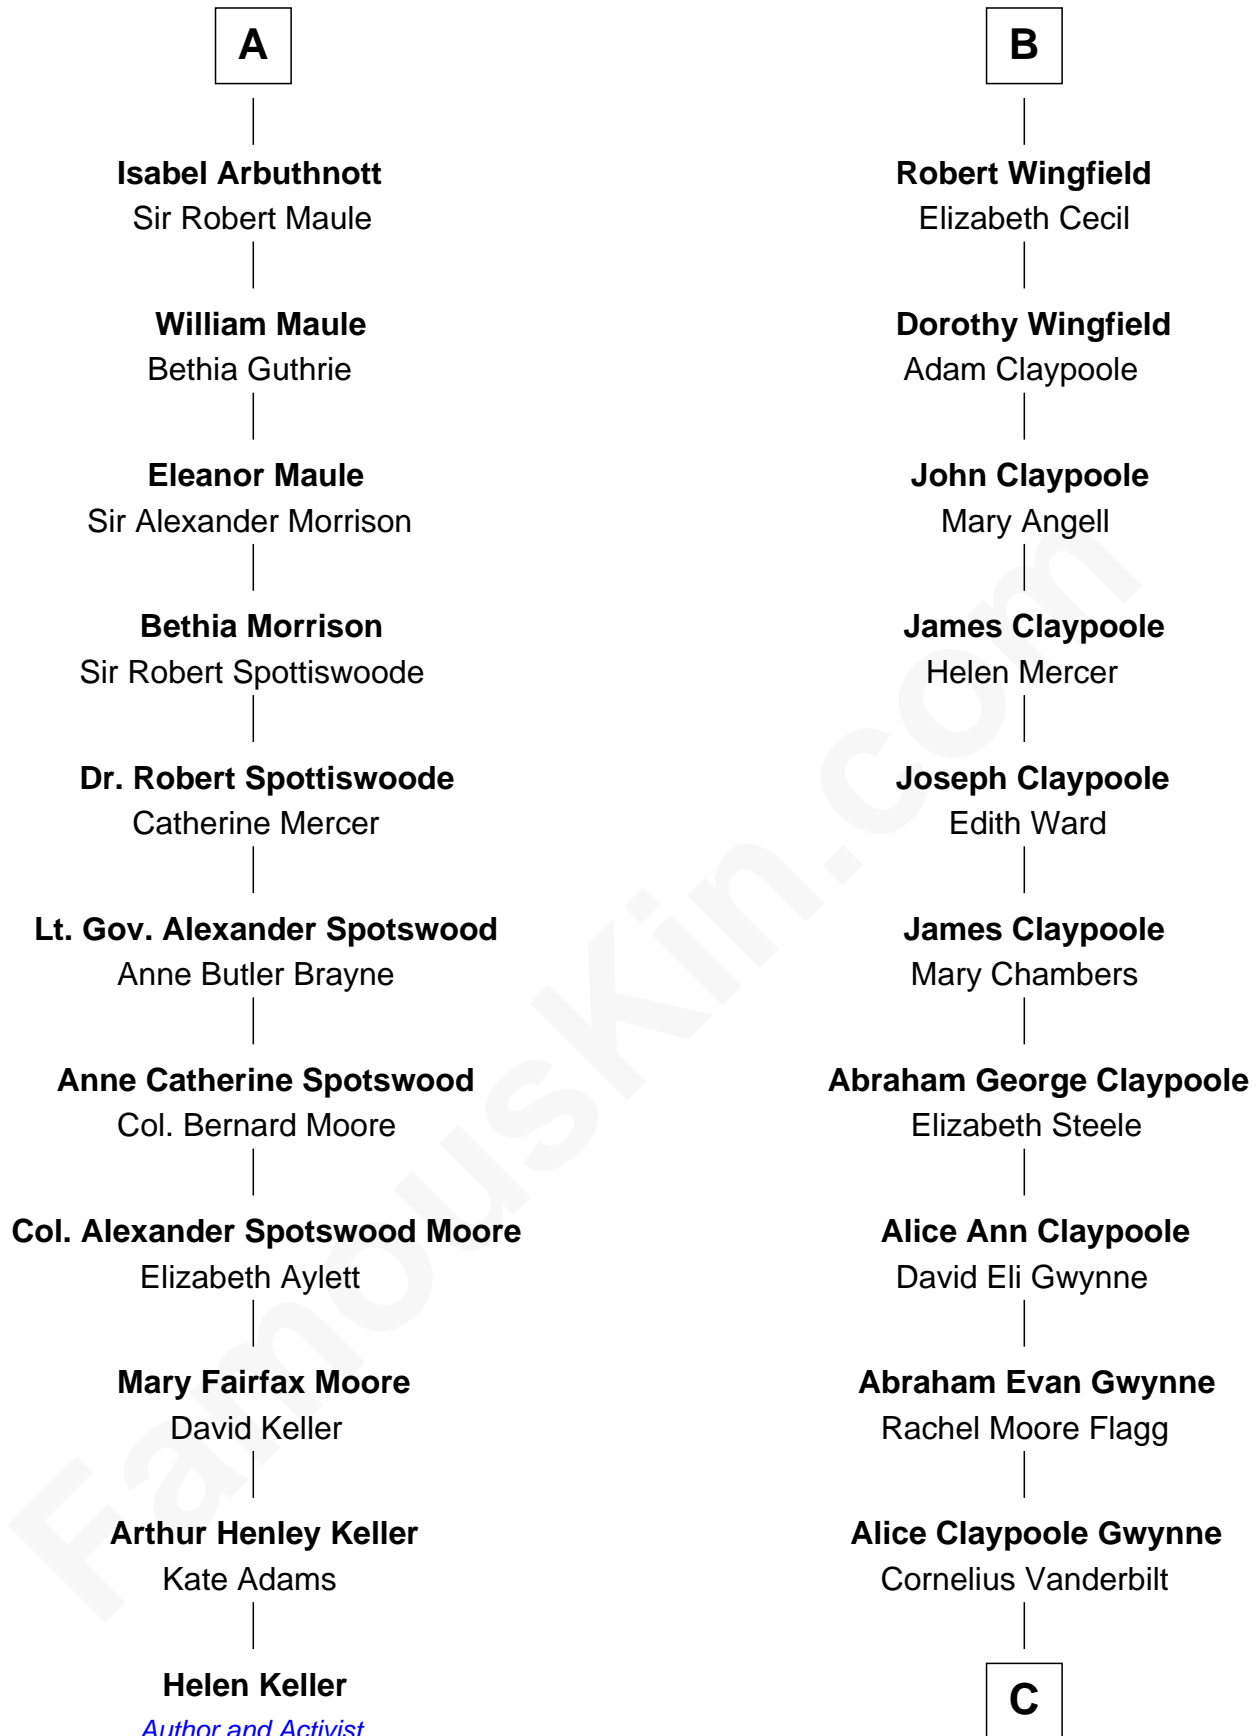 A
Isabel Arbuthnott
Sir Robert Maule
William Maule
Bethia Guthrie
Eleanor Maule
Sir Alexander Morrison
Bethia Morrison
Sir Robert Spottiswoode
Dr. Robert Spottiswoode
Catherine Mercer
Lt. Gov. Alexander Spotswood
Anne Butler Brayne
Anne Catherine Spotswood
Col. Bernard Moore
Col. Alexander Spotswood Moore
Elizabeth Aylett
Mary Fairfax Moore
David Keller
Arthur Henley Keller
Kate Adams
Helen Keller
Author and Activist
B
Robert Wingfield
Elizabeth Cecil
Dorothy Wingfield
Adam Claypoole
John Claypoole
Mary Angell
James Claypoole
Helen Mercer
Joseph Claypoole
Edith Ward
James Claypoole
Mary Chambers
Abraham George Claypoole
Elizabeth Steele
Alice Ann Claypoole
David Eli Gwynne
Abraham Evan Gwynne
Rachel Moore Flagg
Alice Claypoole Gwynne
Cornelius Vanderbilt
C
FamousKin.com